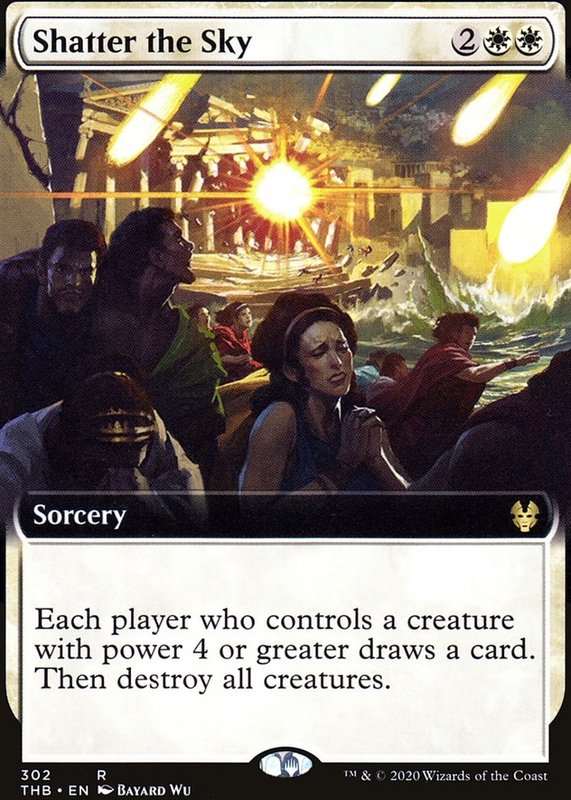 Shatter the Sky 2
Sorcery
Each player who controls a creature
with power 4 or greater draws a card.
Then destroy all creatures.
302 R
THB • EN Bayard Wu
™ & © 2020 Wizards of the Coast